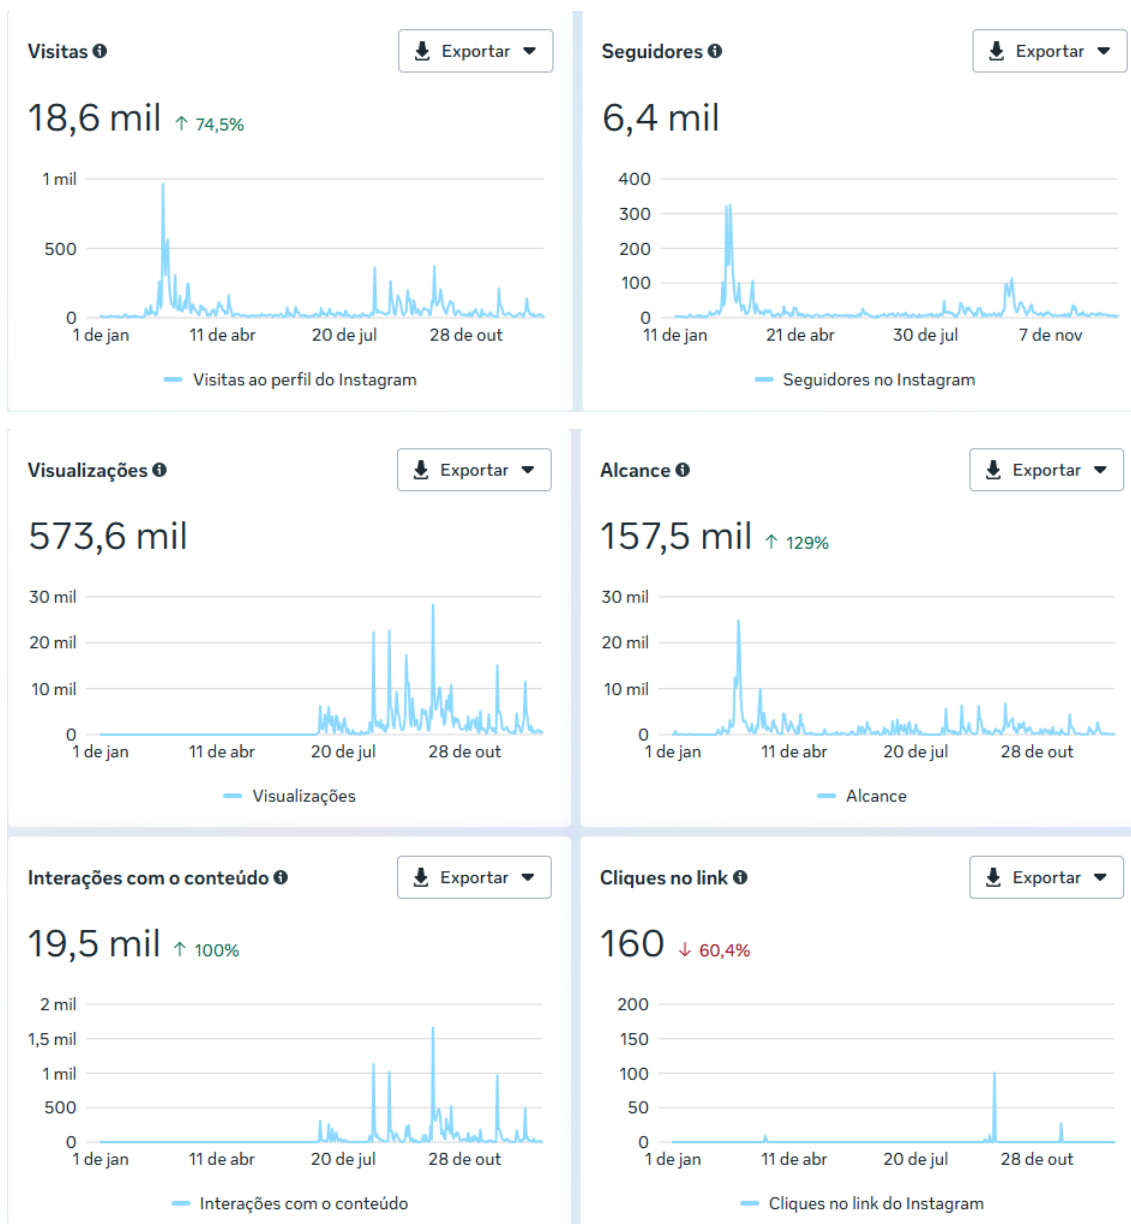 Visitas
Exportar
18,6 mil ↑ 74,5%
1 mil
500
0
1 de jan 11 de abr 20 de jul 28 de out
Visitas ao perfil do Instagram
Seguidores
Exportar
6,4 mil
400
300
200
100
0
11 de jan 21 de abr 30 de jul 7 de nov
Seguidores no Instagram
Visualizações
Exportar
573,6 mil
30 mil
20 mil
10 mil
0
1 de jan 11 de abr 20 de jul 28 de out
Visualizações
Alcance
Exportar
157,5 mil ↑ 129%
30 mil
20 mil
10 mil
0
1 de jan 11 de abr 20 de jul 28 de out
Alcance
Interações com o conteúdo
Exportar
19,5 mil ↑ 100%
2 mil
1,5 mil
1 mil
500
0
1 de jan 11 de abr 20 de jul 28 de out
Interações com o conteúdo
Cliques no link
Exportar
160 ↓ 60,4%
200
150
100
50
0
1 de jan 11 de abr 20 de jul 28 de out
Cliques no link do Instagram